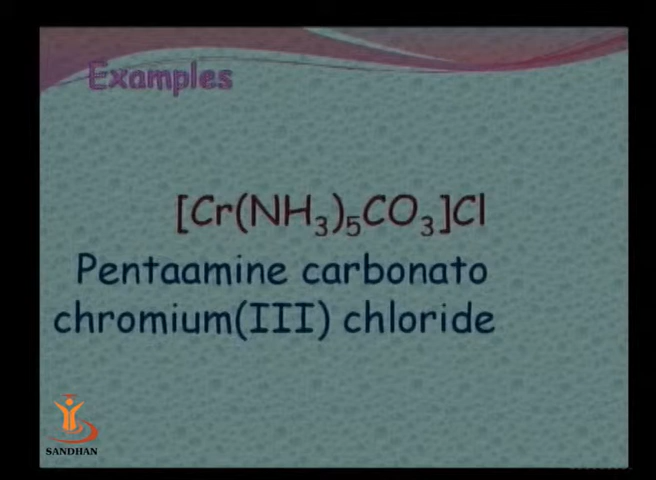 Examples
[Cr(NH₃)₅CO₃]Cl
Pentaamine carbonato
chromium(III) chloride
SANDHAN